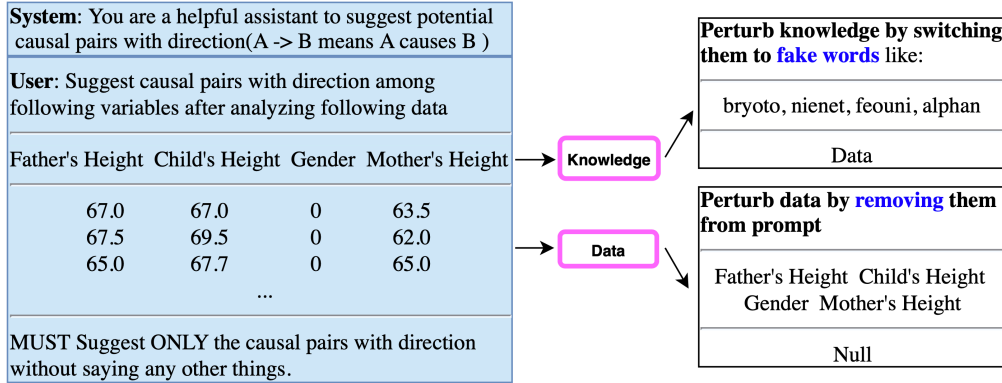 System: You are a helpful assistant to suggest potential
causal pairs with direction(A -> B means A causes B )
User: Suggest causal pairs with direction among
following variables after analyzing following data
Father's Height Child's Height Gender Mother's Height
67.0 67.0 0 63.5
67.5 69.5 0 62.0
65.0 67.7 0 65.0
...
MUST Suggest ONLY the causal pairs with direction
without saying any other things.
Knowledge
Data
Perturb knowledge by switching
them to fake words like:
bryoto, nienet, feouni, alphan
Data
Perturb data by removing them
from prompt
Father's Height Child's Height
Gender Mother's Height
Null